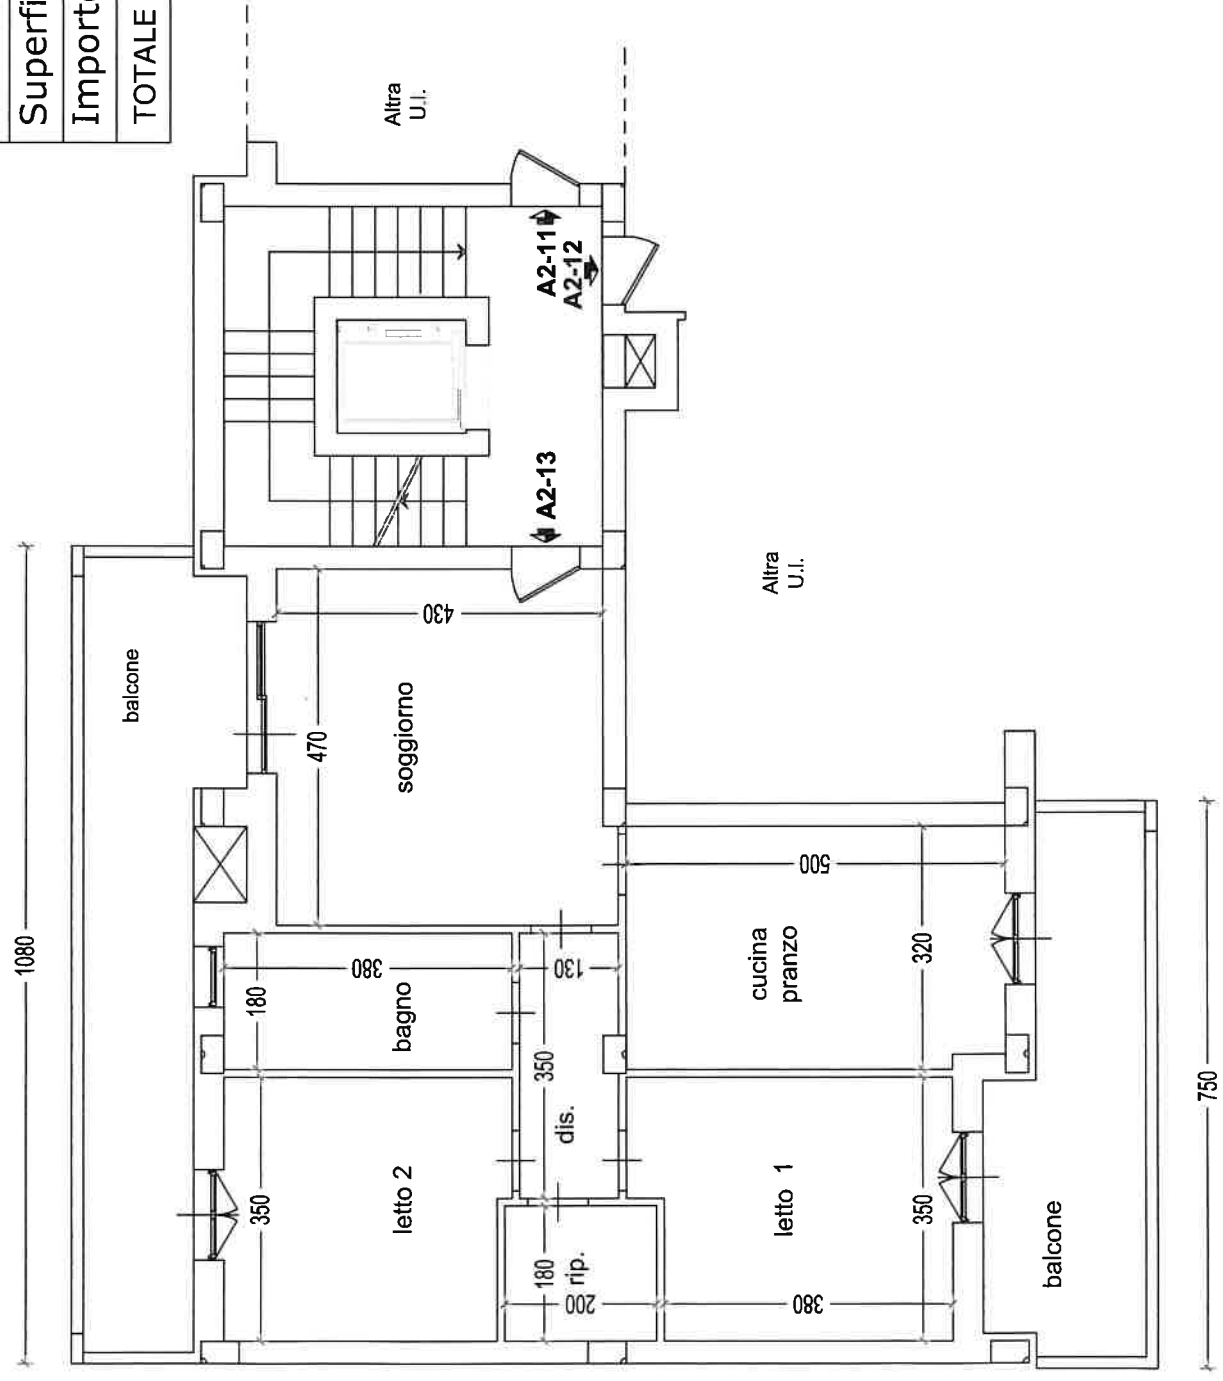 Superfi
Import
TOTALE
Altra
U.I.
A2-11
A2-12
A2-13
1080
balcone
430
470
soggiorno
Altra
U.I.
500
380
130
180
bagno
cucina
pranzo
320
350
dis.
letto 2
350
letto 1
350
180
rip.
200
380
balcone
750